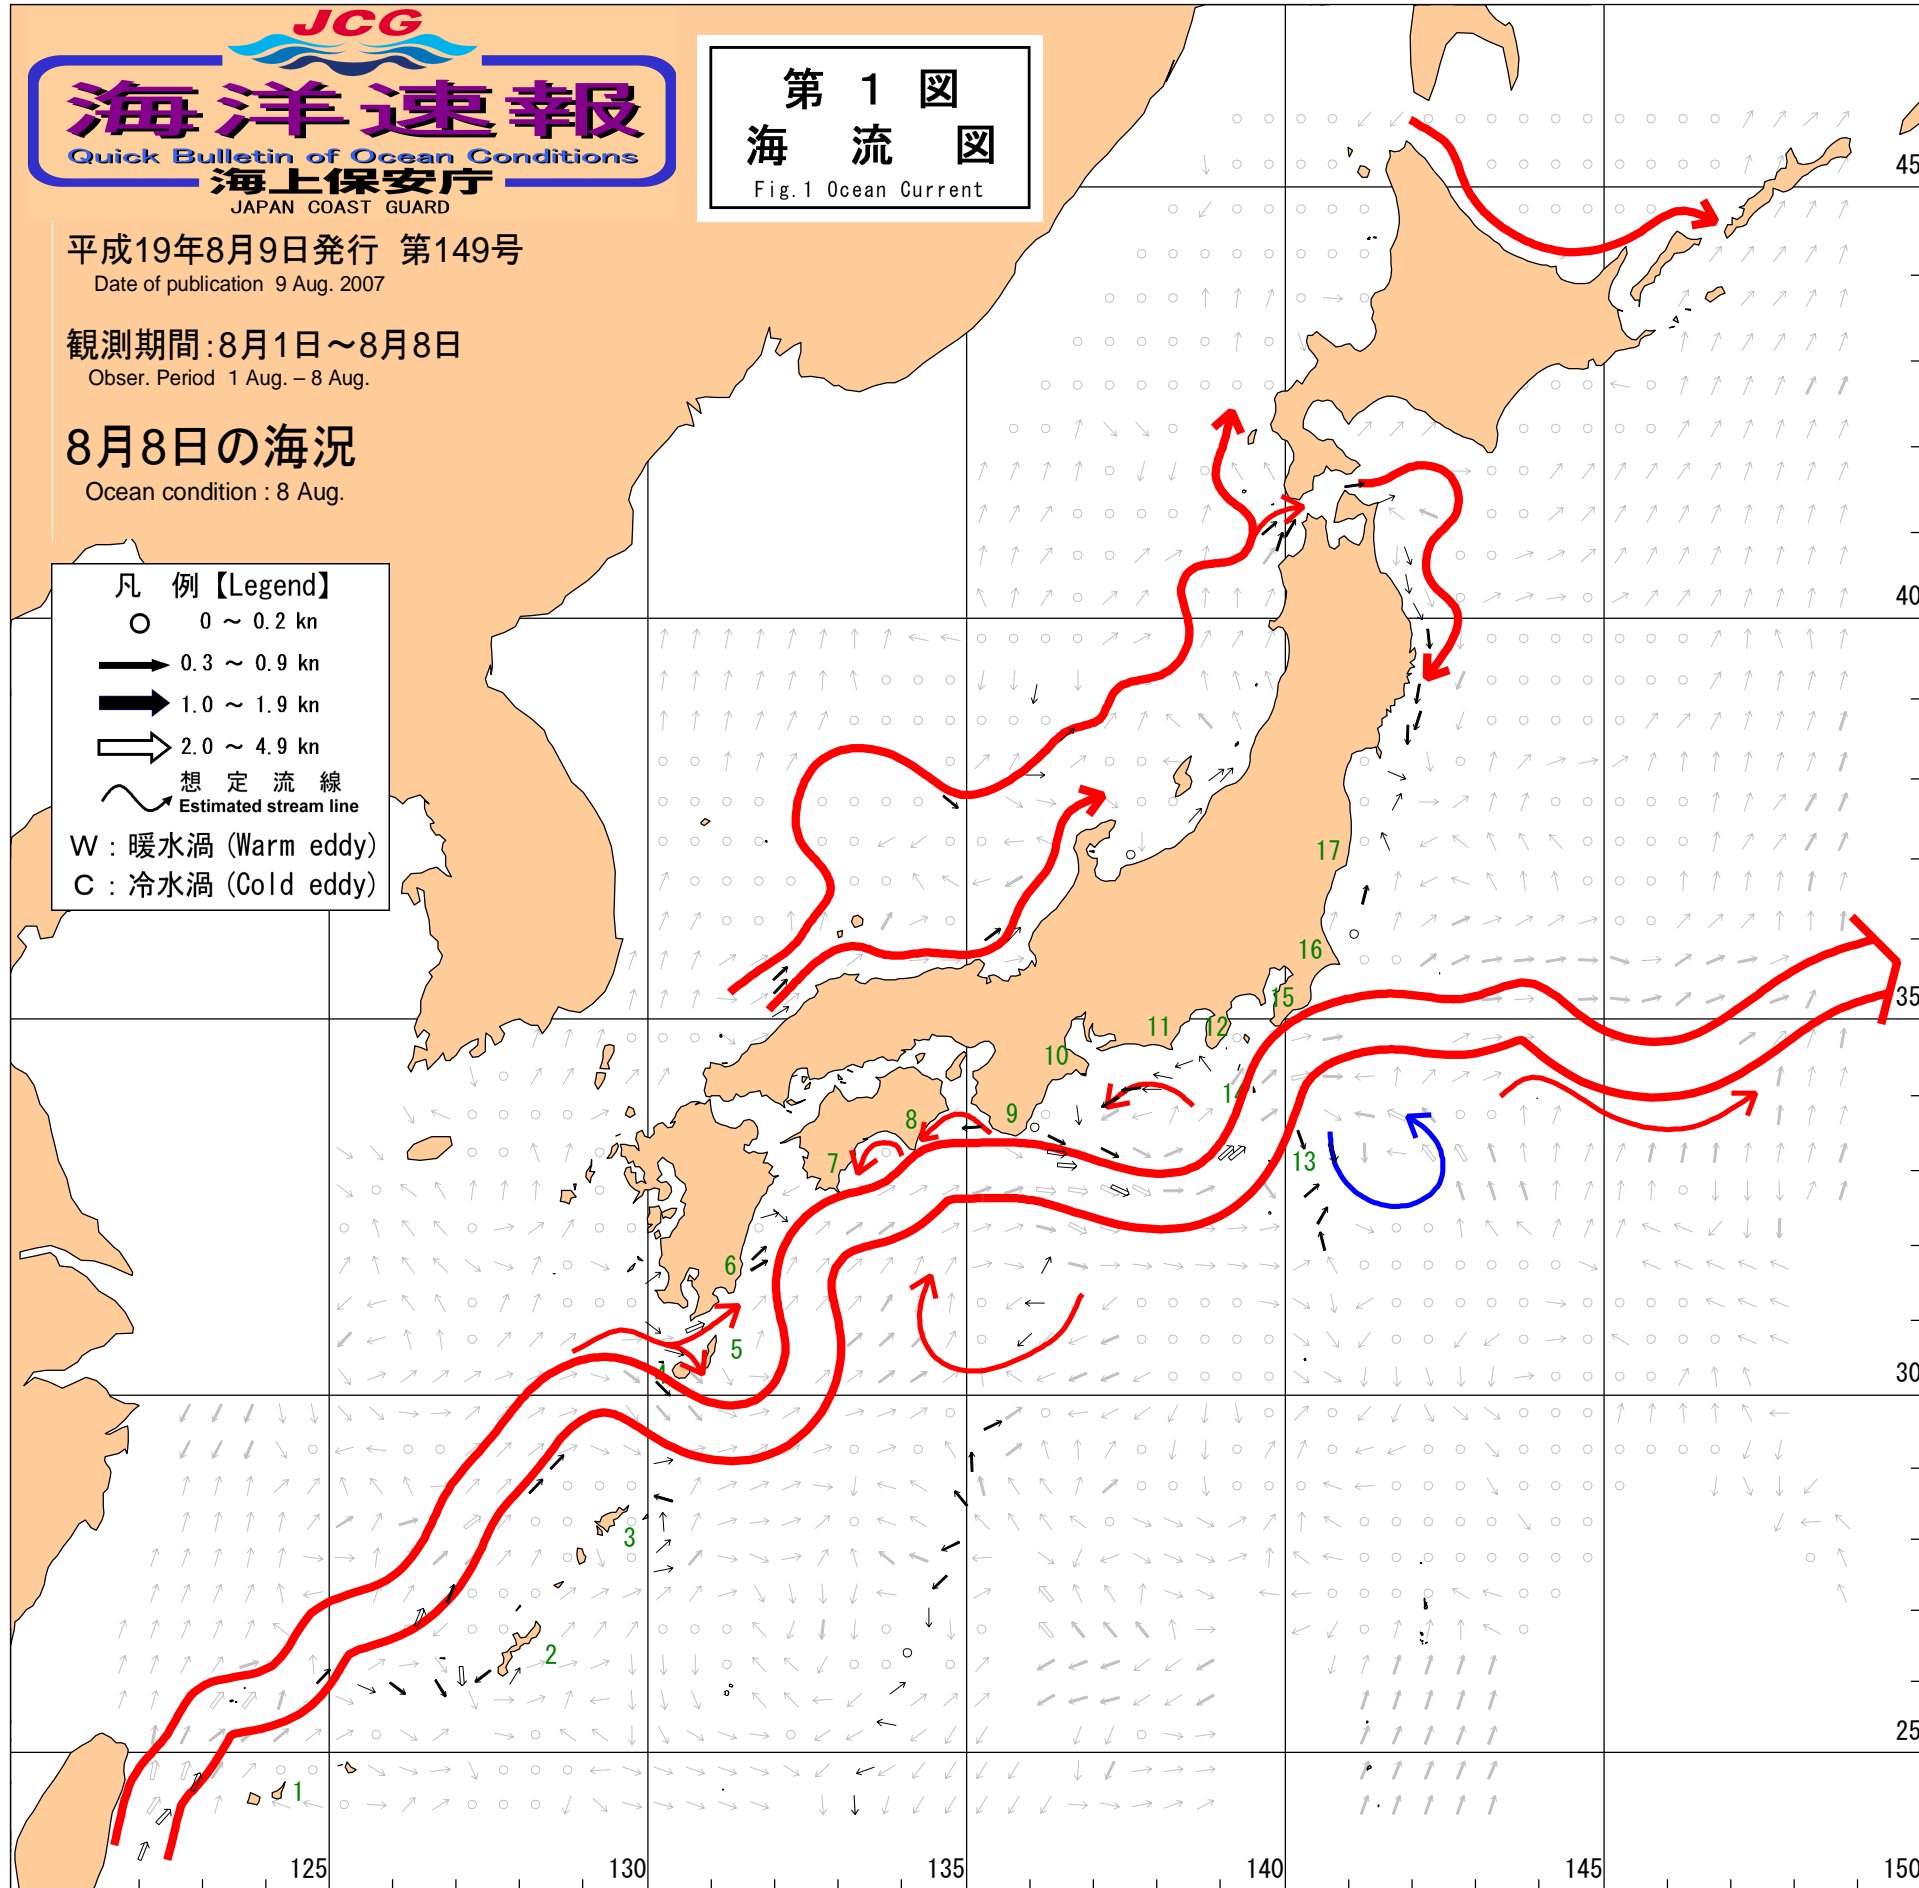 JCG
海洋速報
Quick Bulletin of Ocean Conditions
海上保安庁
JAPAN COAST GUARD
第 1 図
海 流 図
Fig.1 Ocean Current
平成19年8月9日発行 第149号
Date of publication 9 Aug. 2007
観測期間:8月1日～8月8日
Obser. Period 1 Aug. – 8 Aug.
8月8日の海況
Ocean condition : 8 Aug.
凡 例【Legend】
0 ～ 0.2 kn
0.3 ～ 0.9 kn
1.0 ～ 1.9 kn
2.0 ～ 4.9 kn
想 定 流 線
Estimated stream line
W : 暖水渦 (Warm eddy)
C : 冷水渦 (Cold eddy)
45
40
17
16
15
35
11
12
10
14
9
8
7
13
6
5
4
30
3
2
25
1
125
130
135
140
145
150